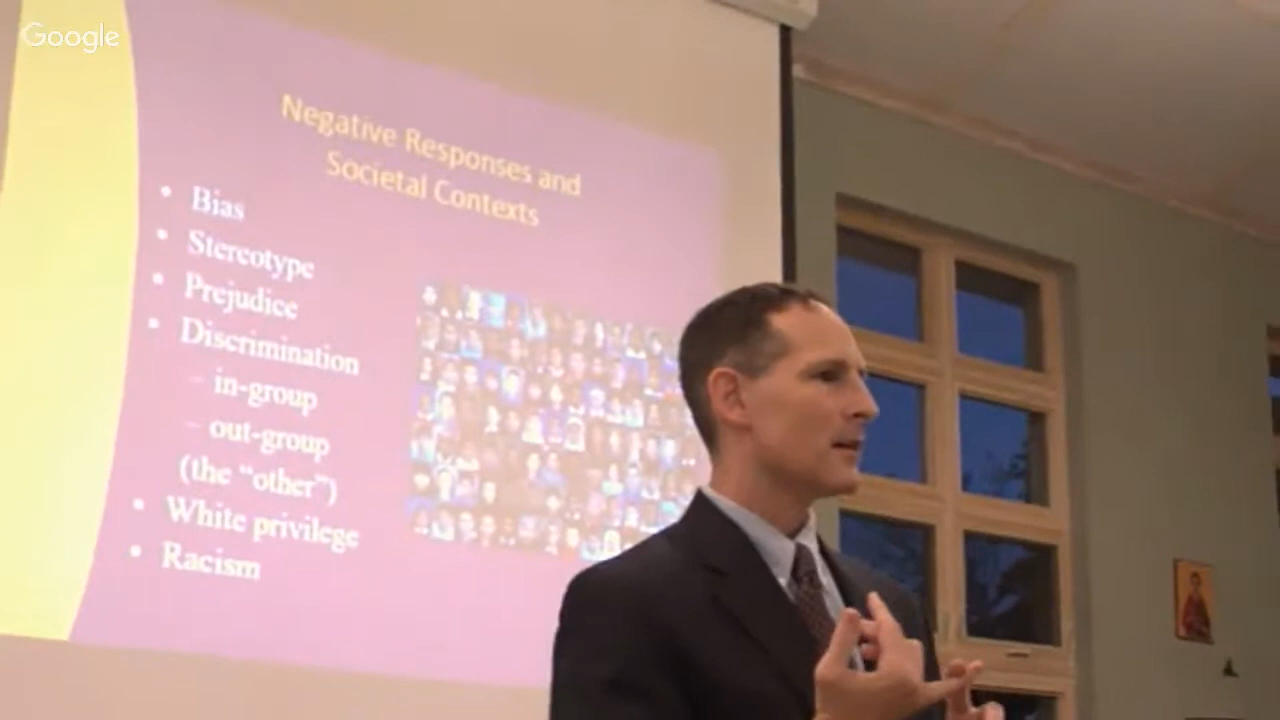 Google
Negative Responses and
Societal Contexts
• Bias
• Stereotype
• Prejudice
• Discrimination
– in-group
– out-group
(the “other”)
• White privilege
• Racism